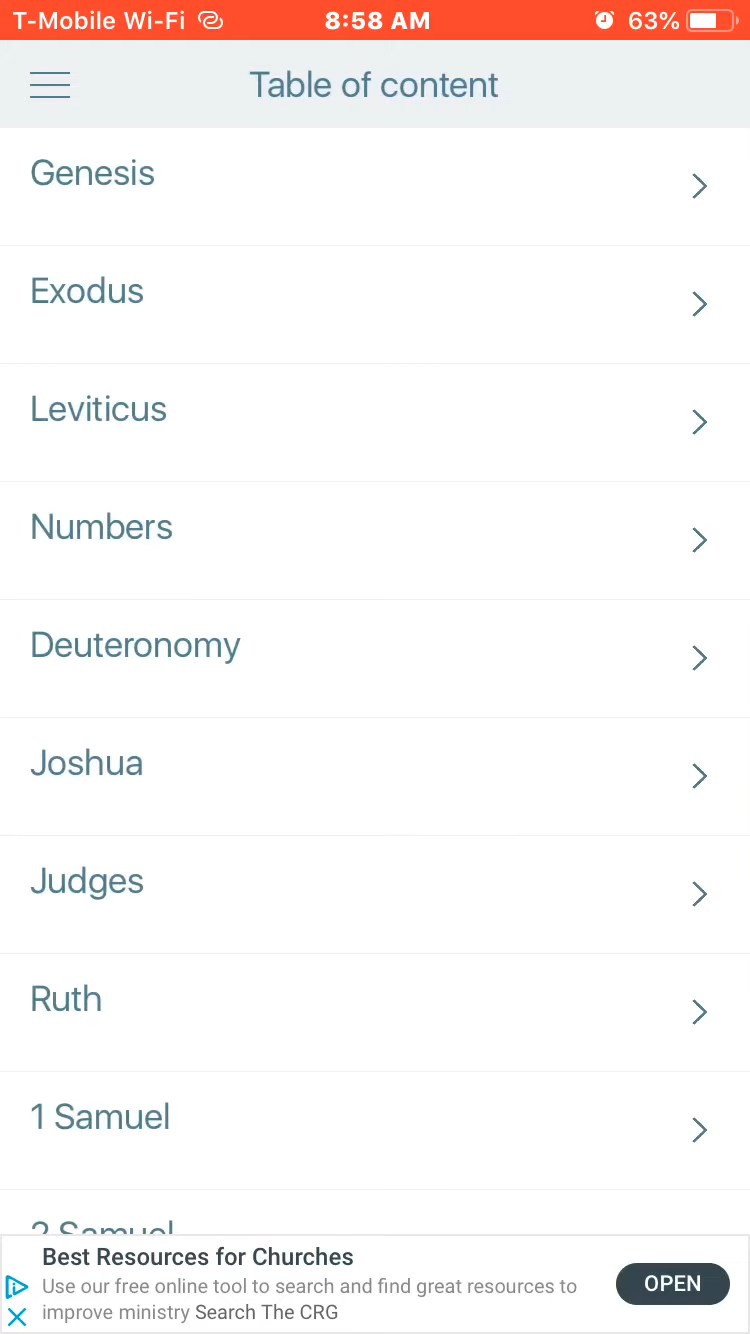 T-Mobile Wi-Fi 8:58 AM 63%
Table of content
Genesis
Exodus
Leviticus
Numbers
Deuteronomy
Joshua
Judges
Ruth
1 Samuel
2 Samuel
Best Resources for Churches
Use our free online tool to search and find great resources to
improve ministry Search The CRG
OPEN